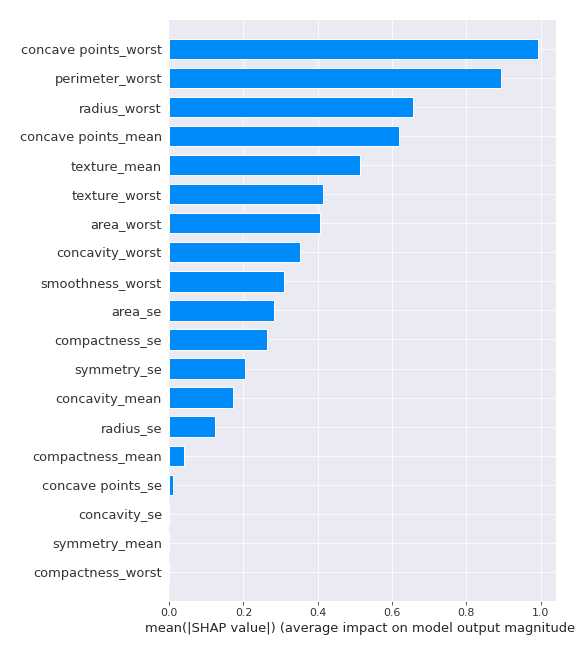 concave points_worst
perimeter_worst
radius_worst
concave points_mean
texture_mean
texture_worst
area_worst
concavity_worst
smoothness_worst
area_se
compactness_se
symmetry_se
concavity_mean
radius_se
compactness_mean
concave points_se
concavity_se
symmetry_mean
compactness_worst
0.0 0.2 0.4 0.6 0.8 1.0
mean(|SHAP value|) (average impact on model output magnitude